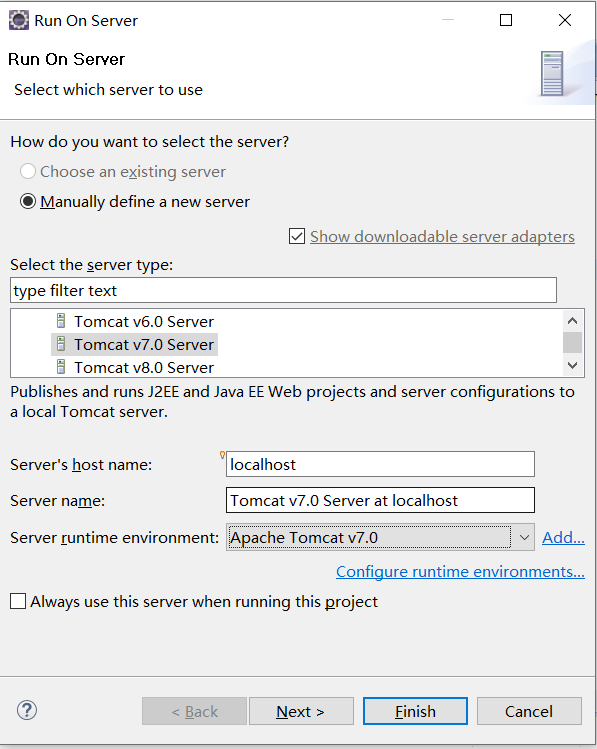 Run On Server
Run On Server
Select which server to use
How do you want to select the server?
Choose an existing server
Manually define a new server
Show downloadable server adapters
Select the server type:
type filter text
Tomcat v6.0 Server
Tomcat v7.0 Server
Tomcat v8.0 Server
Publishes and runs J2EE and Java EE Web projects and server configurations to
a local Tomcat server.
Server's host name:
localhost
Server name:
Tomcat v7.0 Server at localhost
Server runtime environment:
Apache Tomcat v7.0
Add...
Configure runtime environments...
Always use this server when running this project
?
< Back
Next >
Finish
Cancel